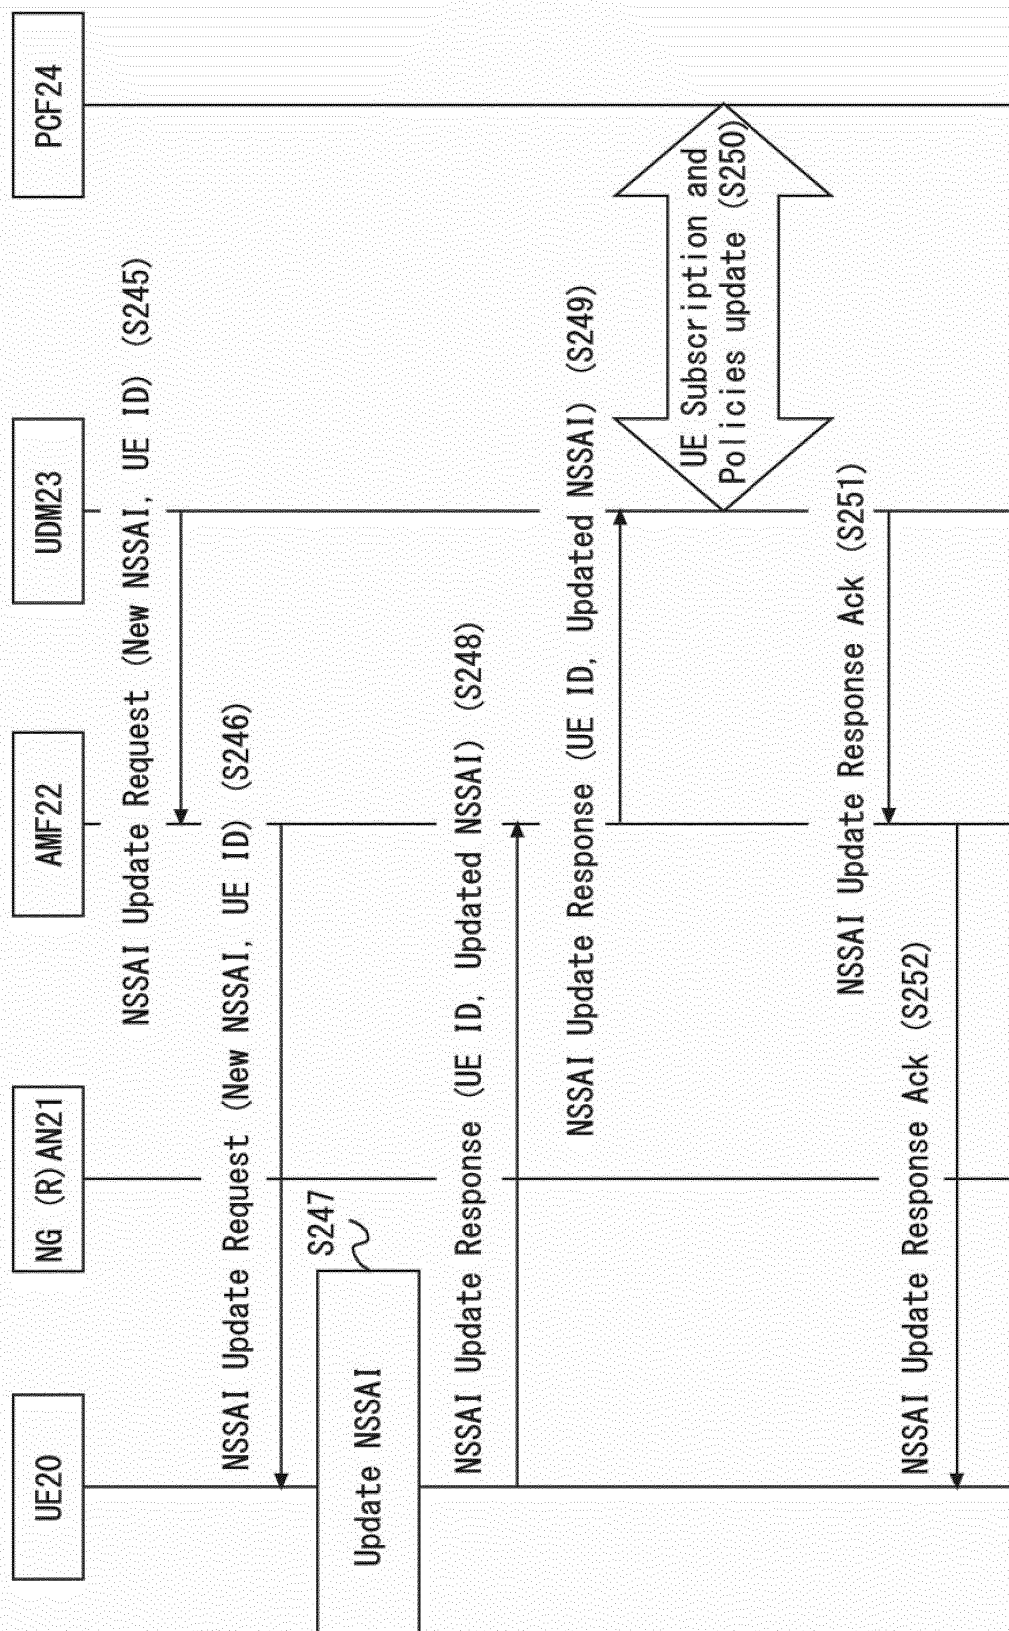 UE20
NG (R) AN21
AMF22
UDM23
PCF24
NSSAI Update Request (New NSSAI, UE ID) (S245)
NSSAI Update Request (New NSSAI, UE ID) (S246)
S247
Update NSSAI
NSSAI Update Response (UE ID, Updated NSSAI) (S248)
NSSAI Update Response (UE ID, Updated NSSAI) (S249)
UE Subscription and
Policies update (S250)
NSSAI Update Response Ack (S251)
NSSAI Update Response Ack (S252)